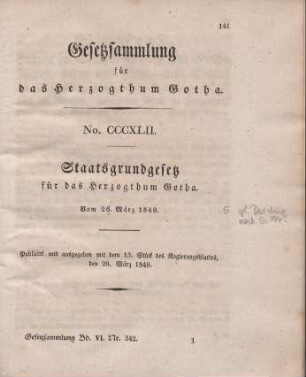 141
Gesetzsammlung
für
das Herzogthum Gotha.
No. CCCXLII.
Staatsgrundgesetz
für das Herzogthum Gotha.
Vom 26. März 1849.
Publicirt und ausgegeben mit dem 13. Stück des Regierungsblattes,
den 29. März 1849.
Gesetzsammlung Bd. VI. Nr. 342.
1